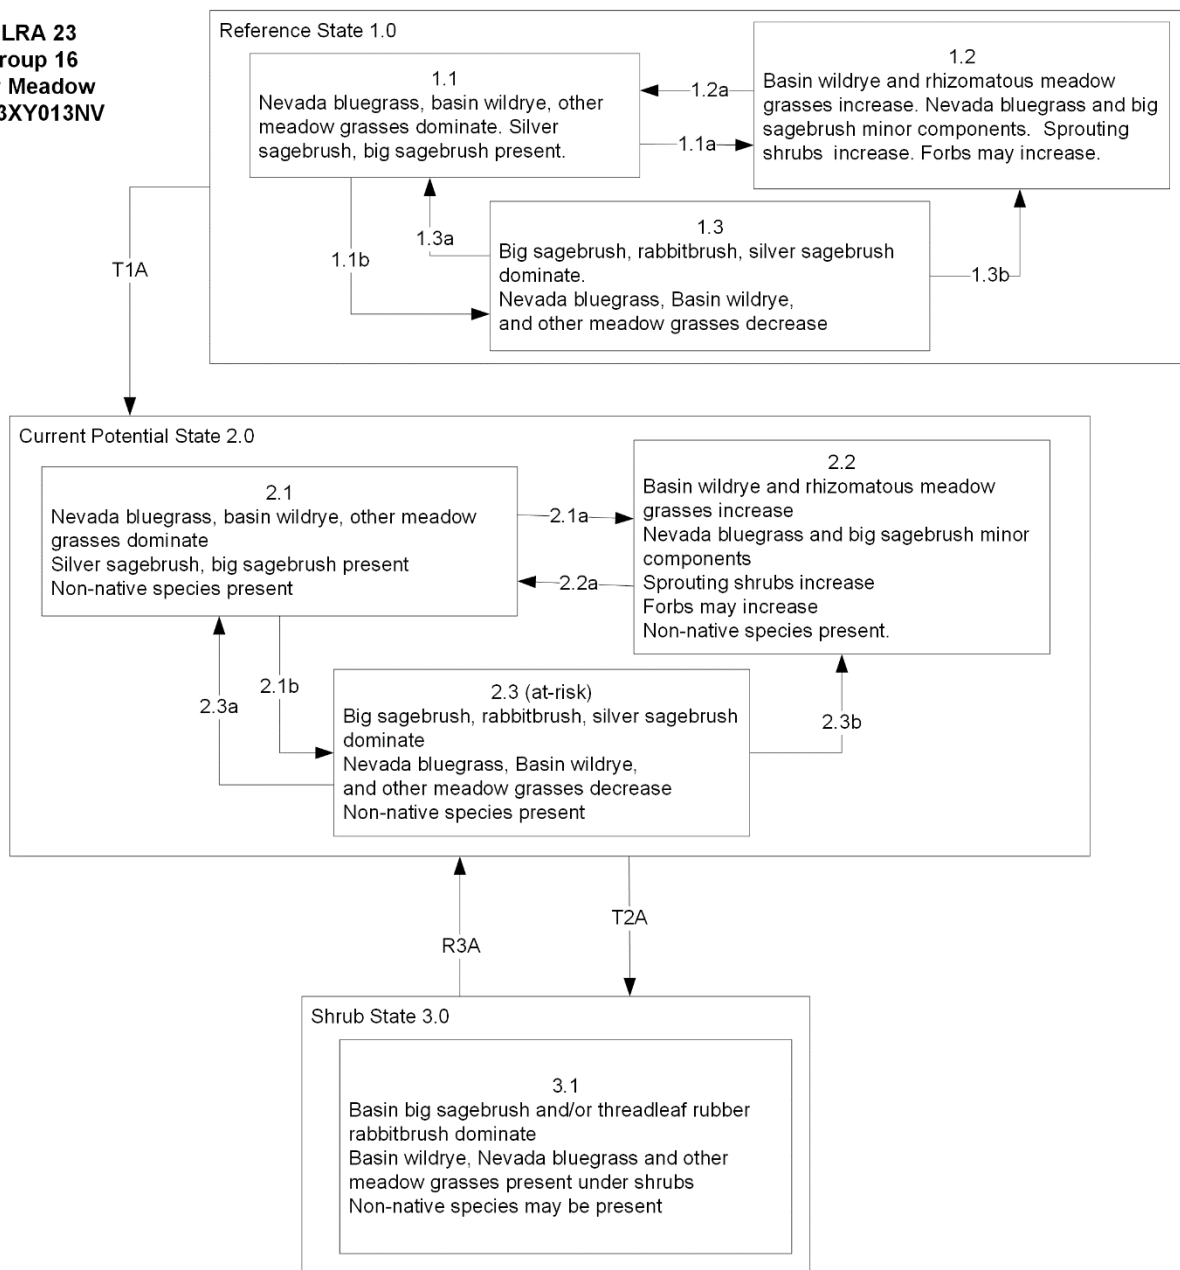 LRA 23
roup 16
Meadow
3XY013NV
Reference State 1.0
1.1
Nevada bluegrass, basin wildrye, other
meadow grasses dominate. Silver
sagebrush, big sagebrush present.
1.2a
1.1a
1.2
Basin wildrye and rhizomatous meadow
grasses increase. Nevada bluegrass and big
sagebrush minor components. Sprouting
shrubs increase. Forbs may increase.
1.1b
1.3a
1.3
Big sagebrush, rabbitbrush, silver sagebrush
dominate.
Nevada bluegrass, Basin wildrye,
and other meadow grasses decrease
1.3b
T1A
Current Potential State 2.0
2.1
Nevada bluegrass, basin wildrye, other meadow
grasses dominate
Silver sagebrush, big sagebrush present
Non-native species present
2.1a
2.2a
2.2
Basin wildrye and rhizomatous meadow
grasses increase
Nevada bluegrass and big sagebrush minor
components
Sprouting shrubs increase
Forbs may increase
Non-native species present.
2.3a
2.1b
2.3 (at-risk)
Big sagebrush, rabbitbrush, silver sagebrush
dominate
Nevada bluegrass, Basin wildrye,
and other meadow grasses decrease
Non-native species present
2.3b
R3A
T2A
Shrub State 3.0
3.1
Basin big sagebrush and/or threadleaf rubber
rabbitbrush dominate
Basin wildrye, Nevada bluegrass and other
meadow grasses present under shrubs
Non-native species may be present